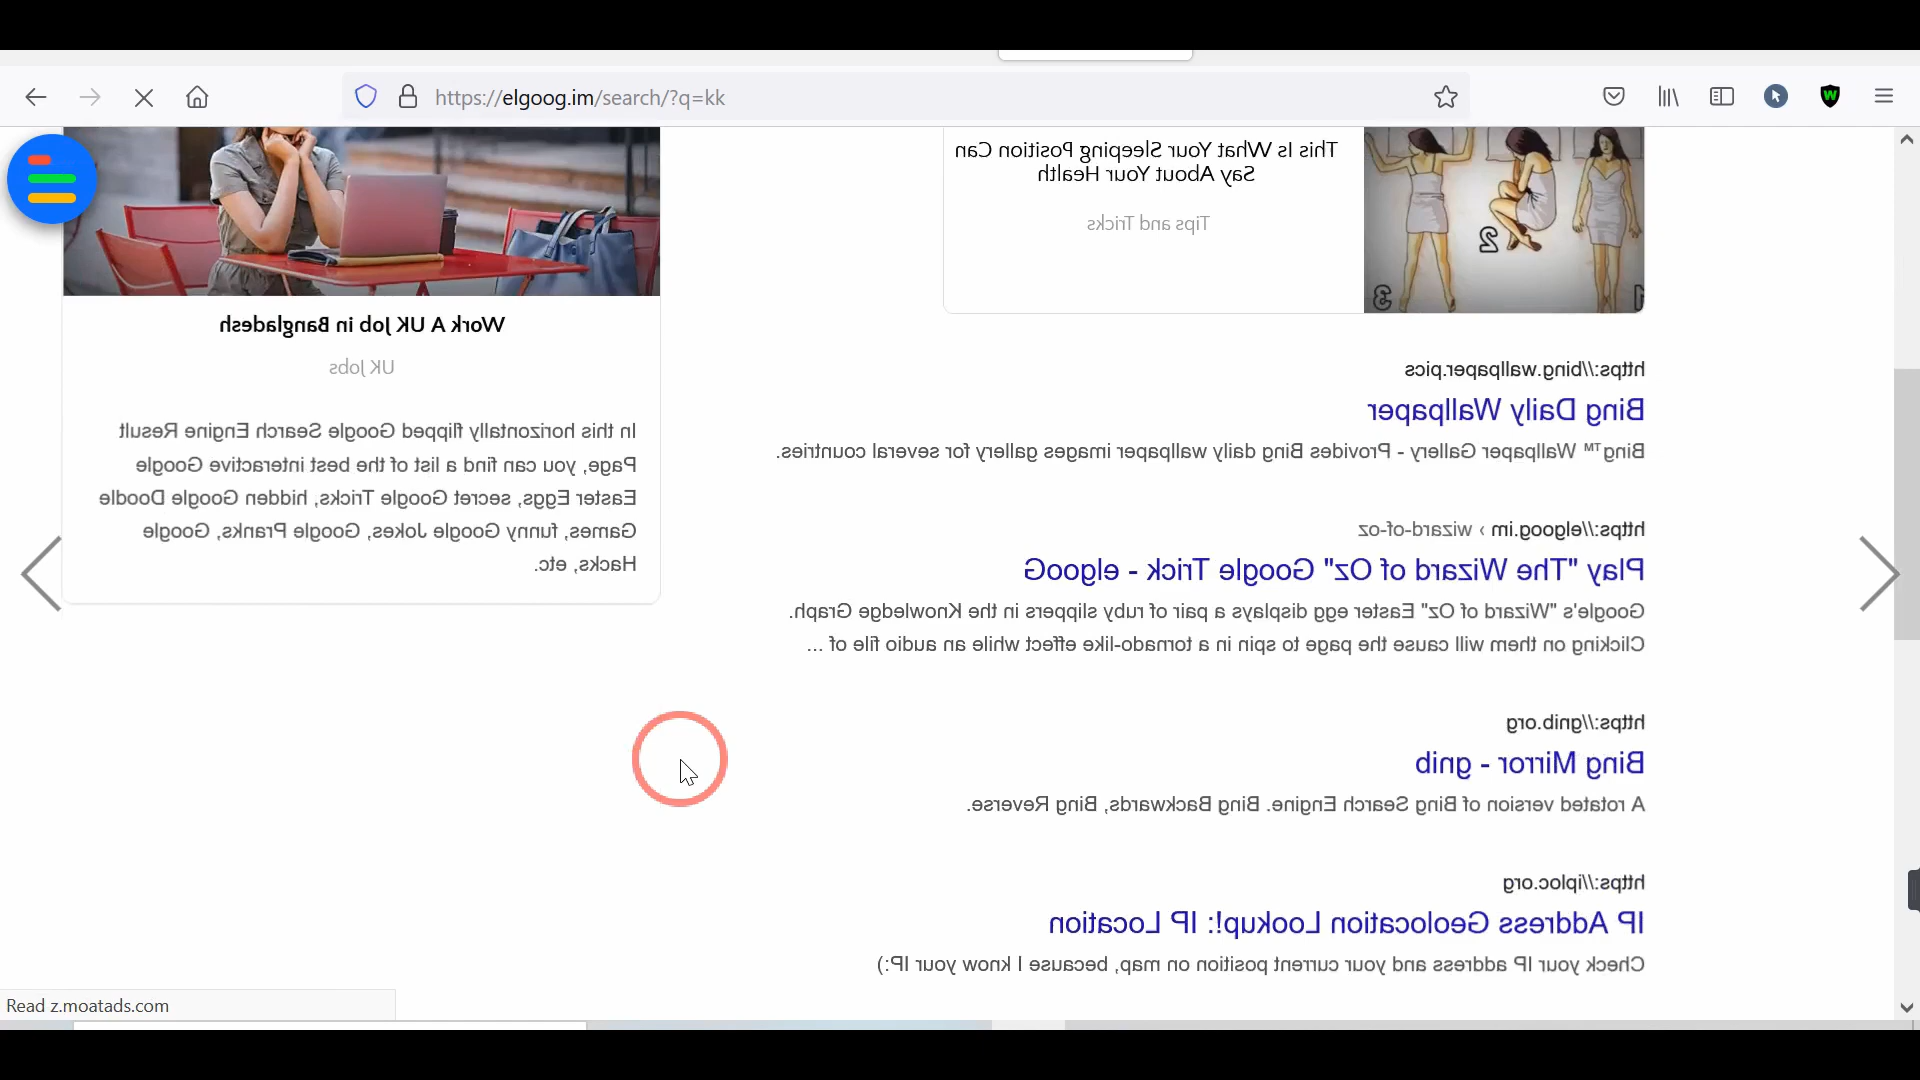 https://elgoog.im/search/?q=kk
This Is What Your Sleeping Position Can
Say About Your Health
Tips and Tricks
1
2
3
Work A UK Job in Bangladesh
UK Jobs
In this horizontally flipped Google Search Engine Result
Page, you can find a list of the best interactive Google
Easter Eggs, secret Google Tricks, hidden Google Doodle
Games, funny Google Jokes, Google Pranks, Google
Hacks, etc.
https://bing.wallpaper.pics
Bing Daily Wallpaper
Bing™ Wallpaper Gallery - Provides Bing daily wallpaper images gallery for several countries.
https://elgoog.im › wizard-of-oz
Play "The Wizard of Oz" Google Trick - elgooG
Google's "Wizard of Oz" Easter egg displays a pair of ruby slippers in the Knowledge Graph.
Clicking on them will cause the page to spin in a tornado-like effect while an audio file of ...
https://gnib.org
Bing Mirror - gnib
A rotated version of Bing Search Engine. Bing Backwards, Bing Reverse.
https://iploc.org
IP Address Geolocation Lookup!: IP Location
Check your IP address and your current position on map, because I know your IP:)
Read z.moatads.com
W